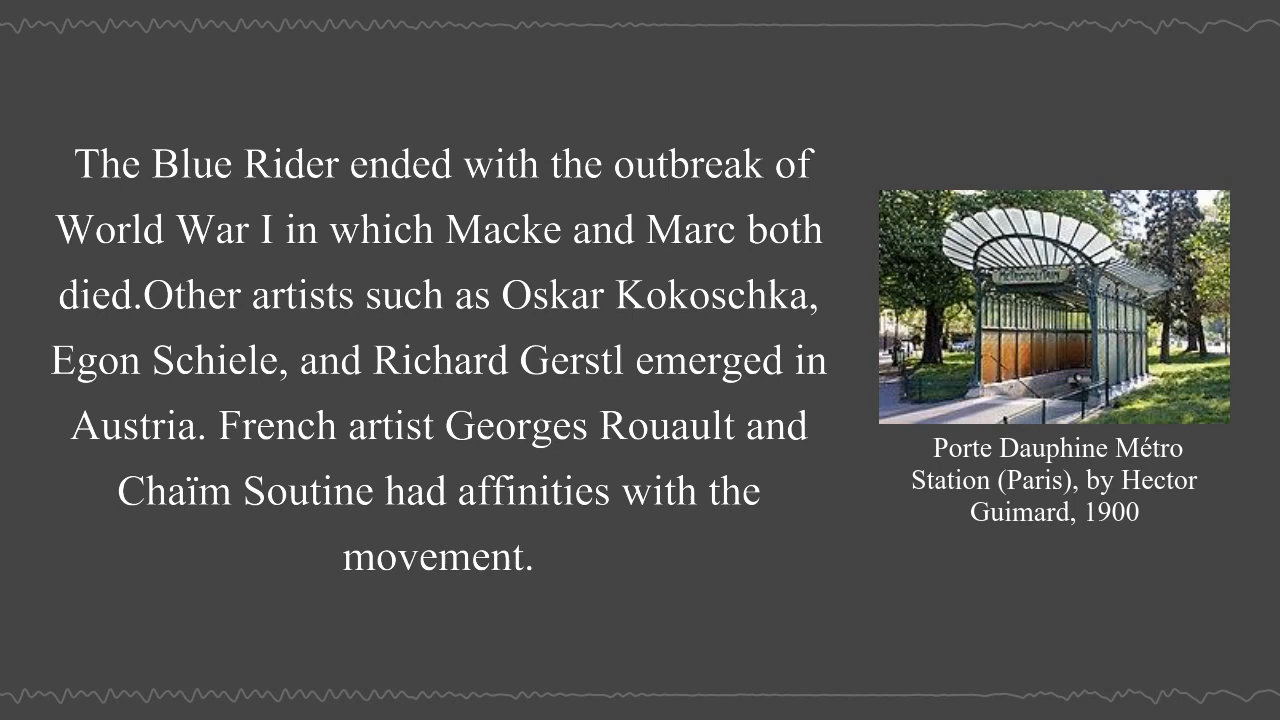 The Blue Rider ended with the outbreak of
World War I in which Macke and Marc both
died.Other artists such as Oskar Kokoschka,
Egon Schiele, and Richard Gerstl emerged in
Austria. French artist Georges Rouault and
Chaïm Soutine had affinities with the
movement.
METROPOLITAIN
Porte Dauphine Métro
Station (Paris), by Hector
Guimard, 1900